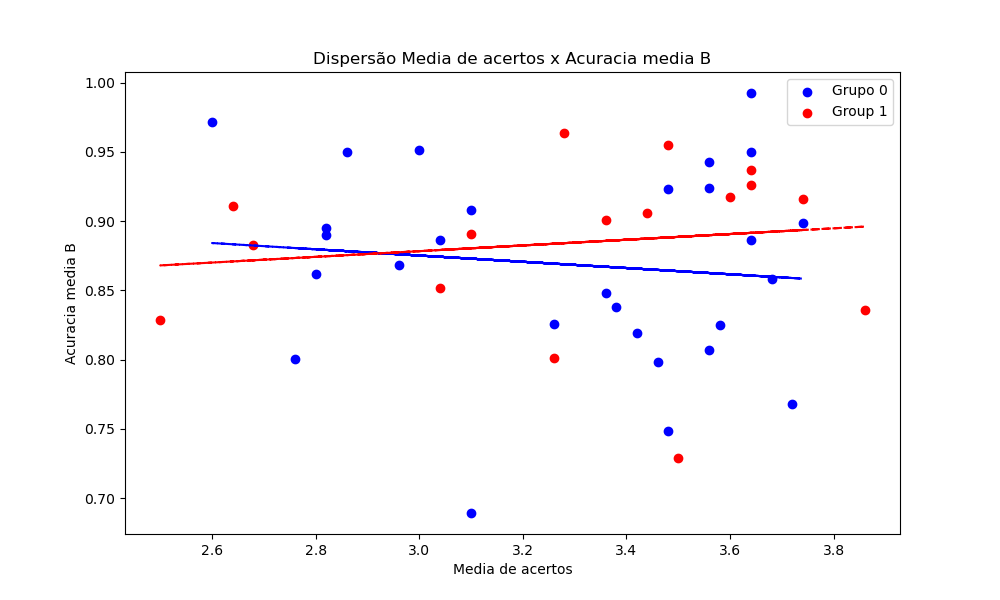 Dispersão Media de acertos x Acuracia media B
Grupo 0
Group 1
Acuracia media B
1.00
0.95
0.90
0.85
0.80
0.75
0.70
2.6 2.8 3.0 3.2 3.4 3.6 3.8
Media de acertos